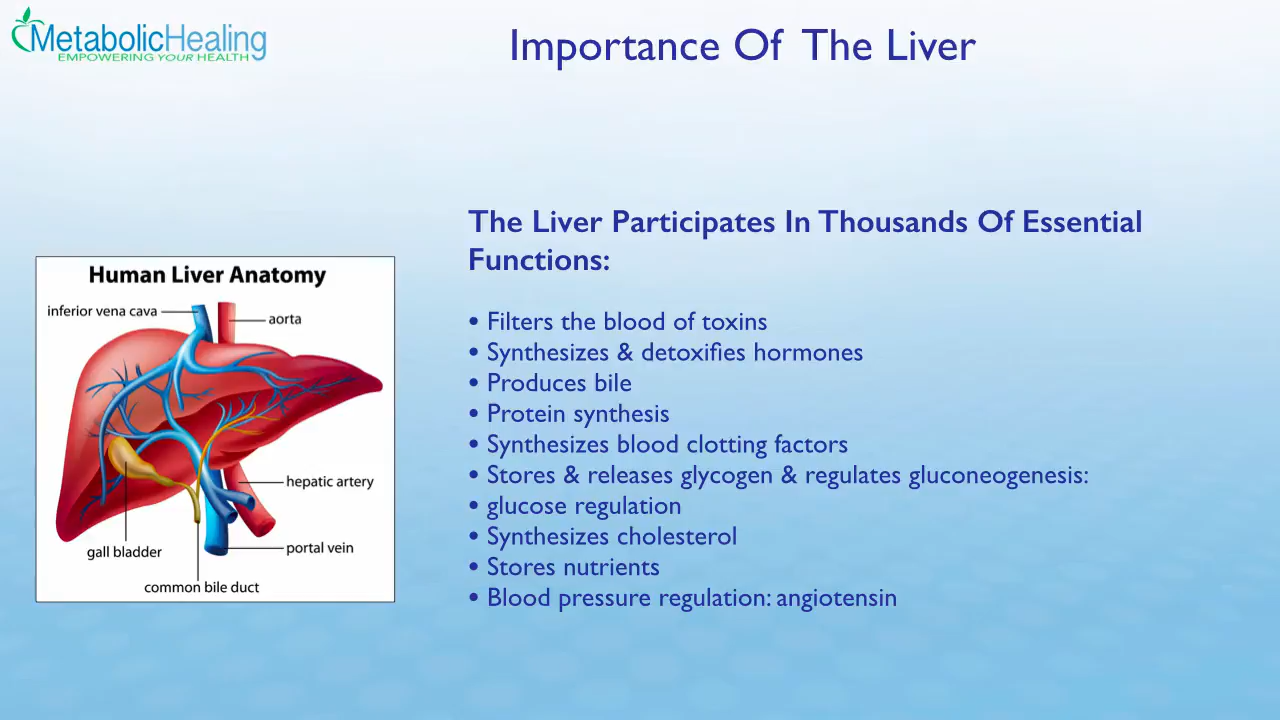 MetabolicHealing
EMPOWERING YOUR HEALTH
Importance Of The Liver
The Liver Participates In Thousands Of Essential
Functions:
• Filters the blood of toxins
• Synthesizes & detoxifies hormones
• Produces bile
• Protein synthesis
• Synthesizes blood clotting factors
• Stores & releases glycogen & regulates gluconeogenesis:
• glucose regulation
• Synthesizes cholesterol
• Stores nutrients
• Blood pressure regulation: angiotensin
Human Liver Anatomy
inferior vena cava
aorta
hepatic artery
gall bladder
portal vein
common bile duct